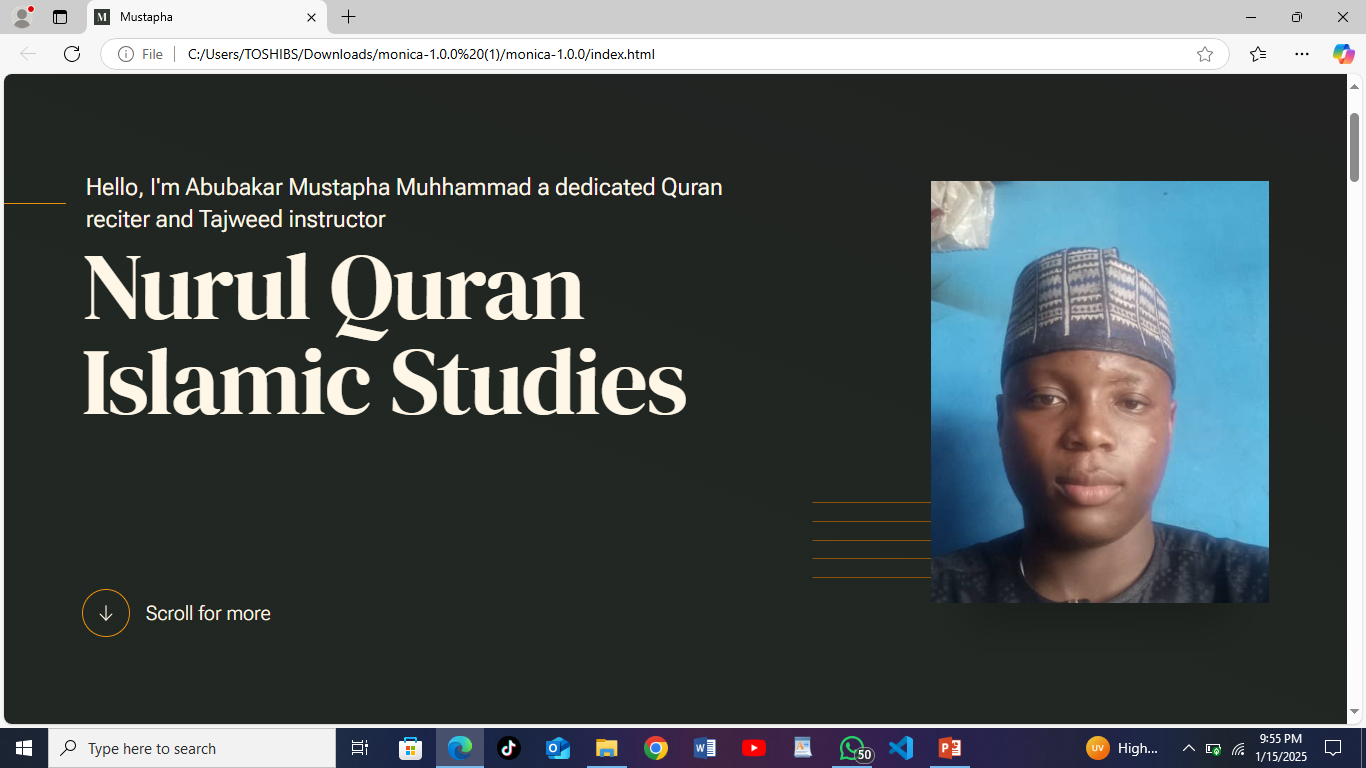 Mustapha
File
C:/Users/TOSHIBS/Downloads/monica-1.0.0%20(1)/monica-1.0.0/index.html
Hello, I'm Abubakar Mustapha Muhhammad a dedicated Quran
reciter and Tajweed instructor
Nurul Quran
Islamic Studies
Scroll for more
Type here to search
50
UV
High...
9:55 PM
1/15/2025